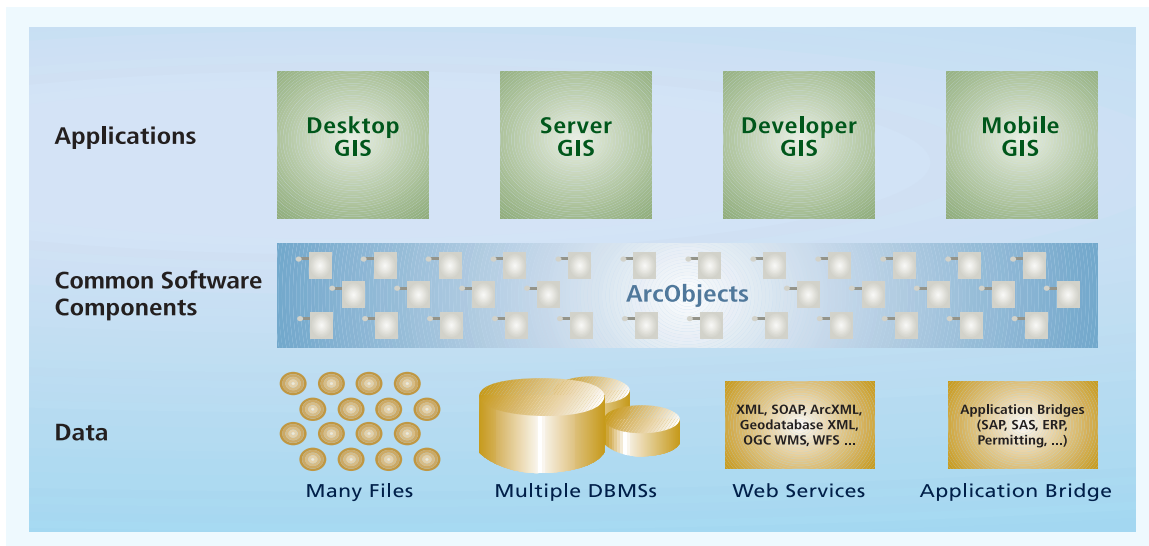 Applications
Desktop
GIS
Server
GIS
Developer
GIS
Mobile
GIS
Common Software
Components
ArcObjects
Data
XML, SOAP, ArcXML,
Geodatabase XML,
OGC WMS, WFS ...
Application Bridges
(SAP, SAS, ERP,
Permitting, ...)
Many Files
Multiple DBMSs
Web Services
Application Bridge